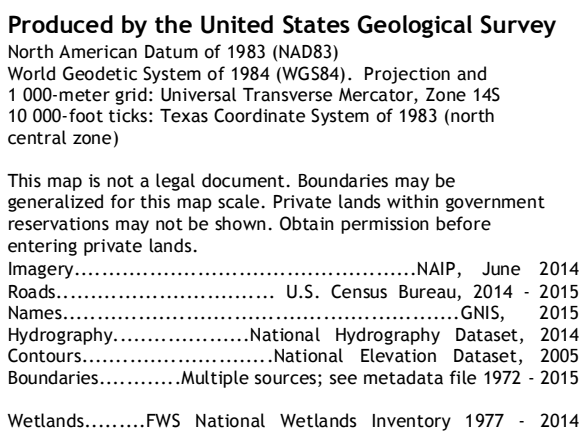 Produced by the United States Geological Survey
North American Datum of 1983 (NAD83)
World Geodetic System of 1984 (WGS84). Projection and
1 000-meter grid: Universal Transverse Mercator, Zone 14S
10 000-foot ticks: Texas Coordinate System of 1983 (north
central zone)
This map is not a legal document. Boundaries may be
generalized for this map scale. Private lands within government
reservations may not be shown. Obtain permission before
entering private lands.
Imagery.....................................................NAIP, June 2014
Roads.................................. U.S. Census Bureau, 2014 - 2015
Names.........................................................GNIS, 2015
Hydrography.....................National Hydrography Dataset, 2014
Contours.............................National Elevation Dataset, 2005
Boundaries............Multiple sources; see metadata file 1972 - 2015
Wetlands.........FWS National Wetlands Inventory 1977 - 2014